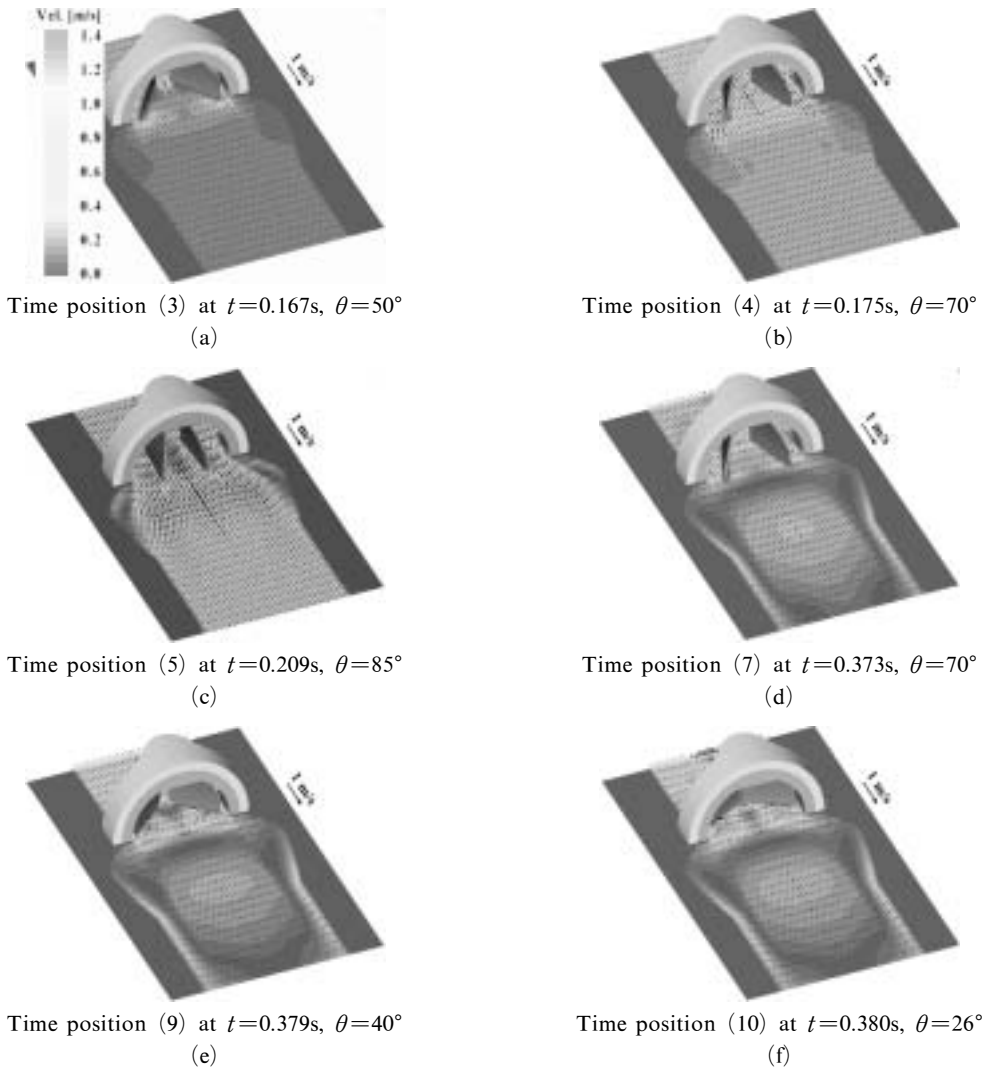 Vel. [m/s]
1.4
1.2
1.0
0.8
0.6
0.4
0.2
0.0
1 m/s
1 m/s
Time position (3) at t=0.167s, θ=50°
(a)
Time position (4) at t=0.175s, θ=70°
(b)
1 m/s
1 m/s
Time position (5) at t=0.209s, θ=85°
(c)
Time position (7) at t=0.373s, θ=70°
(d)
1 m/s
1 m/s
Time position (9) at t=0.379s, θ=40°
(e)
Time position (10) at t=0.380s, θ=26°
(f)